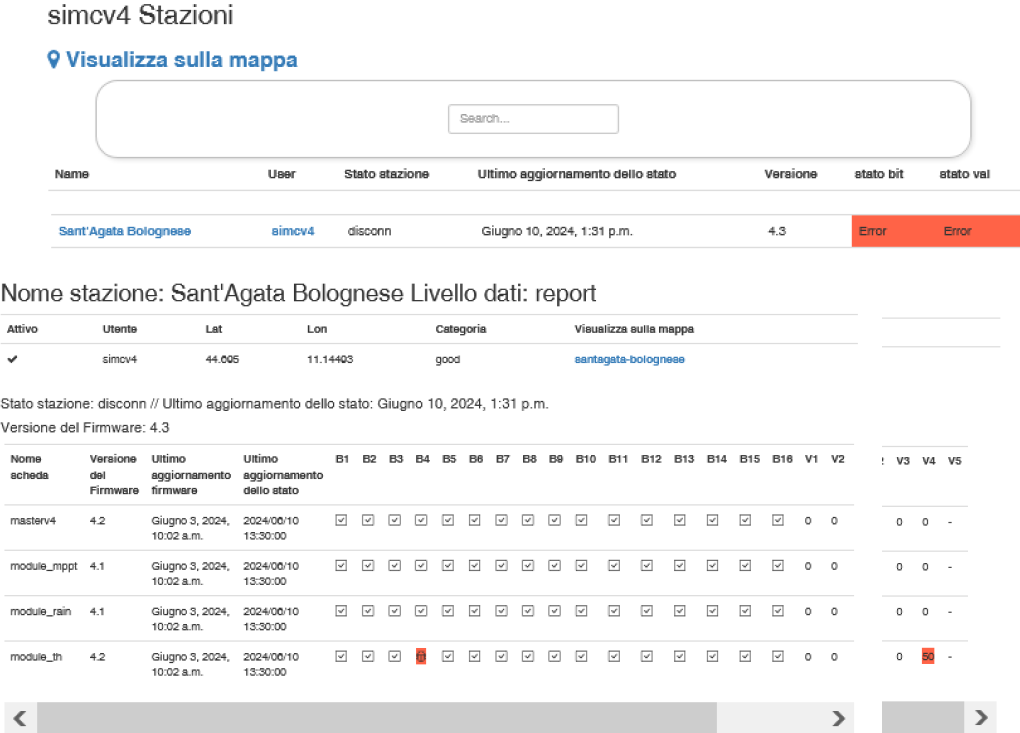 simcv4 Stazioni
Visualizza sulla mappa
Search...
Name User Stato stazione Ultimo aggiornamento dello stato Versione stato bit stato val
Sant'Agata Bolognese simcv4 disconn Giugno 10, 2024, 1:31 p.m. 4.3 Error Error
Nome stazione: Sant'Agata Bolognese Livello dati: report
Attivo Utente Lat Lon Categoria Visualizza sulla mappa
simcv4 44.605 11.14403 good santagata-bolognese
Stato stazione: disconn // Ultimo aggiornamento dello stato: Giugno 10, 2024, 1:31 p.m.
Versione del Firmware: 4.3
Nome Versione Ultimo Ultimo B1 B2 B3 B4 B5 B6 B7 B8 B9 B10 B11 B12 B13 B14 B15 B16 V1 V2 V3 V4 V5
scheda del aggiornamento aggiornamento
Firmware firmware dello stato
masterv4 4.2 Giugno 3, 2024, 2024/06/10 0 0 0 0 -
10:02 a.m. 13:30:00
module_mppt 4.1 Giugno 3, 2024, 2024/06/10 0 0 0 0 -
10:02 a.m. 13:30:00
module_rain 4.1 Giugno 3, 2024, 2024/06/10 0 0 0 0 -
10:02 a.m. 13:30:00
module_th 4.2 Giugno 3, 2024, 2024/06/10 0 0 0 50 -
10:02 a.m. 13:30:00